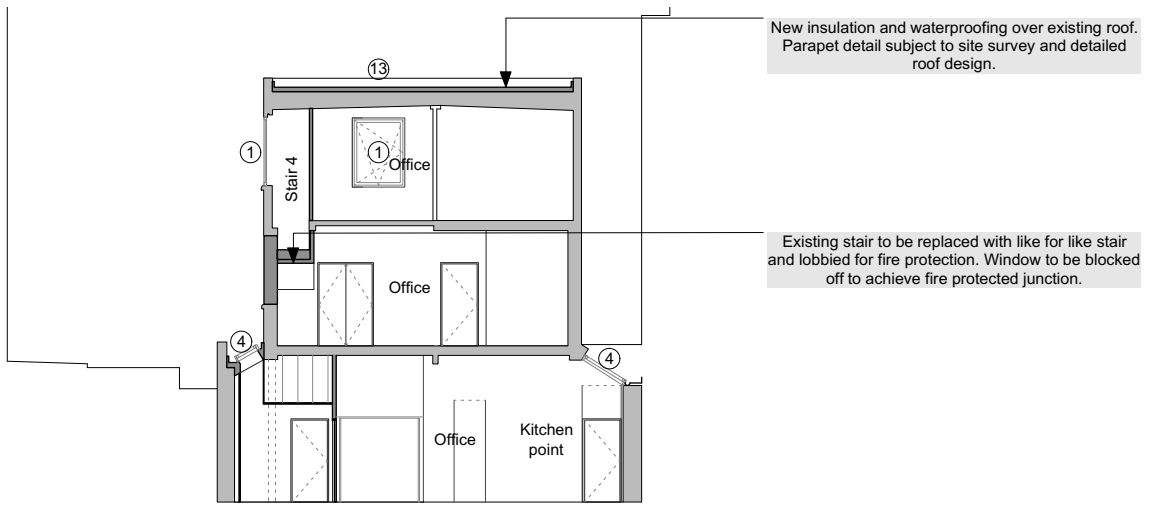 New insulation and waterproofing over existing roof.
Parapet detail subject to site survey and detailed
roof design.
13
1
Stair 4
1
Office
Existing stair to be replaced with like for like stair
and lobbied for fire protection. Window to be blocked
off to achieve fire protected junction.
Office
4
4
Office
Kitchen
point